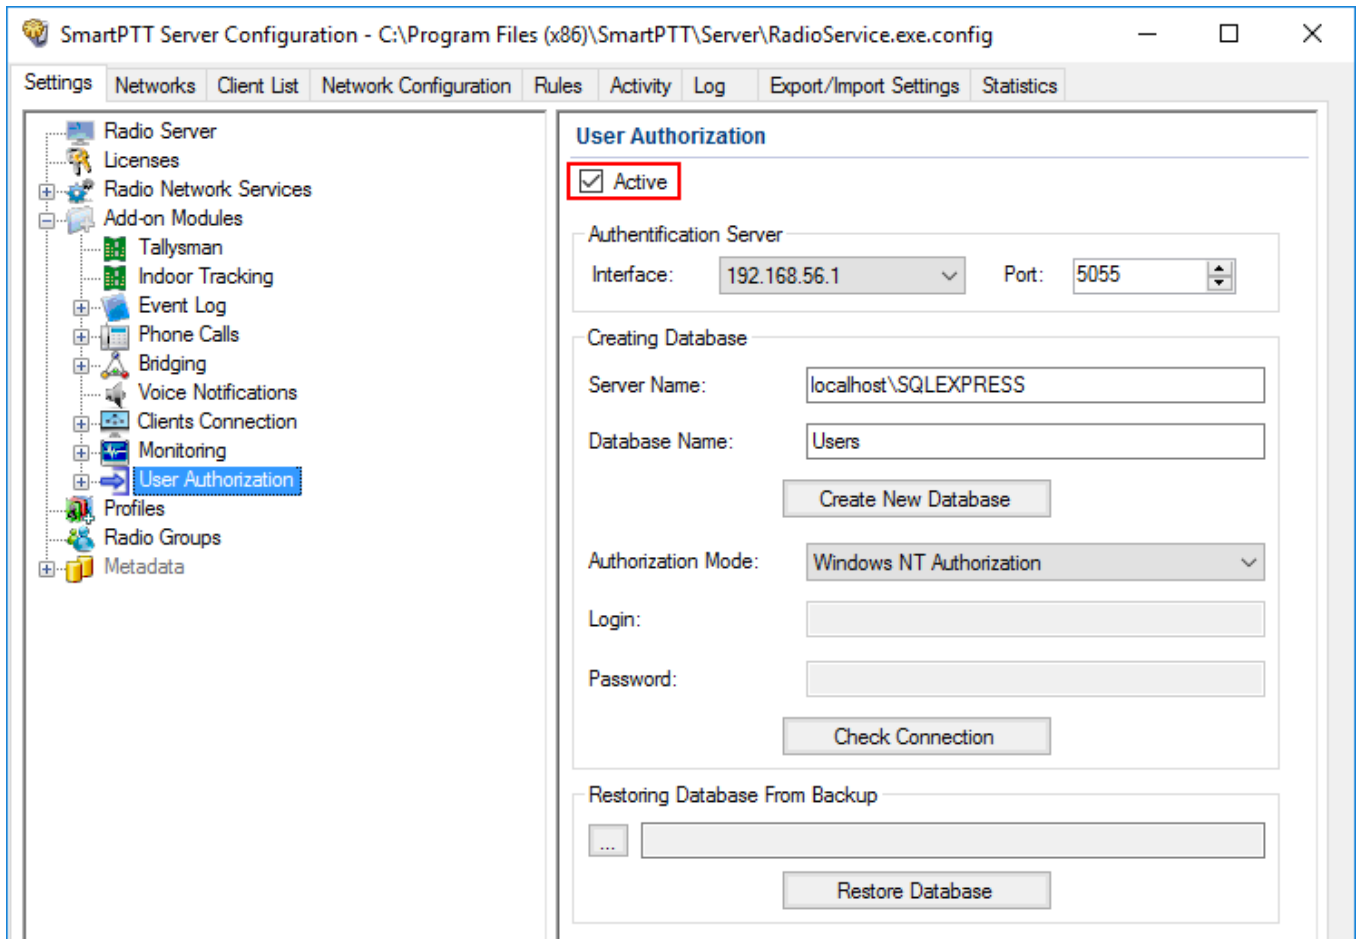 SmartPTT Server Configuration - C:\Program Files (x86)\SmartPTT\Server\RadioService.exe.config
Settings Networks Client List Network Configuration Rules Activity Log Export/Import Settings Statistics
Radio Server
Licenses
Radio Network Services
Add-on Modules
Tallysman
Indoor Tracking
Event Log
Phone Calls
Bridging
Voice Notifications
Clients Connection
Monitoring
User Authorization
Profiles
Radio Groups
Metadata
User Authorization
Active
Authentification Server
Interface: 192.168.56.1 Port: 5055
Creating Database
Server Name: localhost\SQLEXPRESS
Database Name: Users
Create New Database
Authorization Mode: Windows NT Authorization
Login:
Password:
Check Connection
Restoring Database From Backup
...
Restore Database